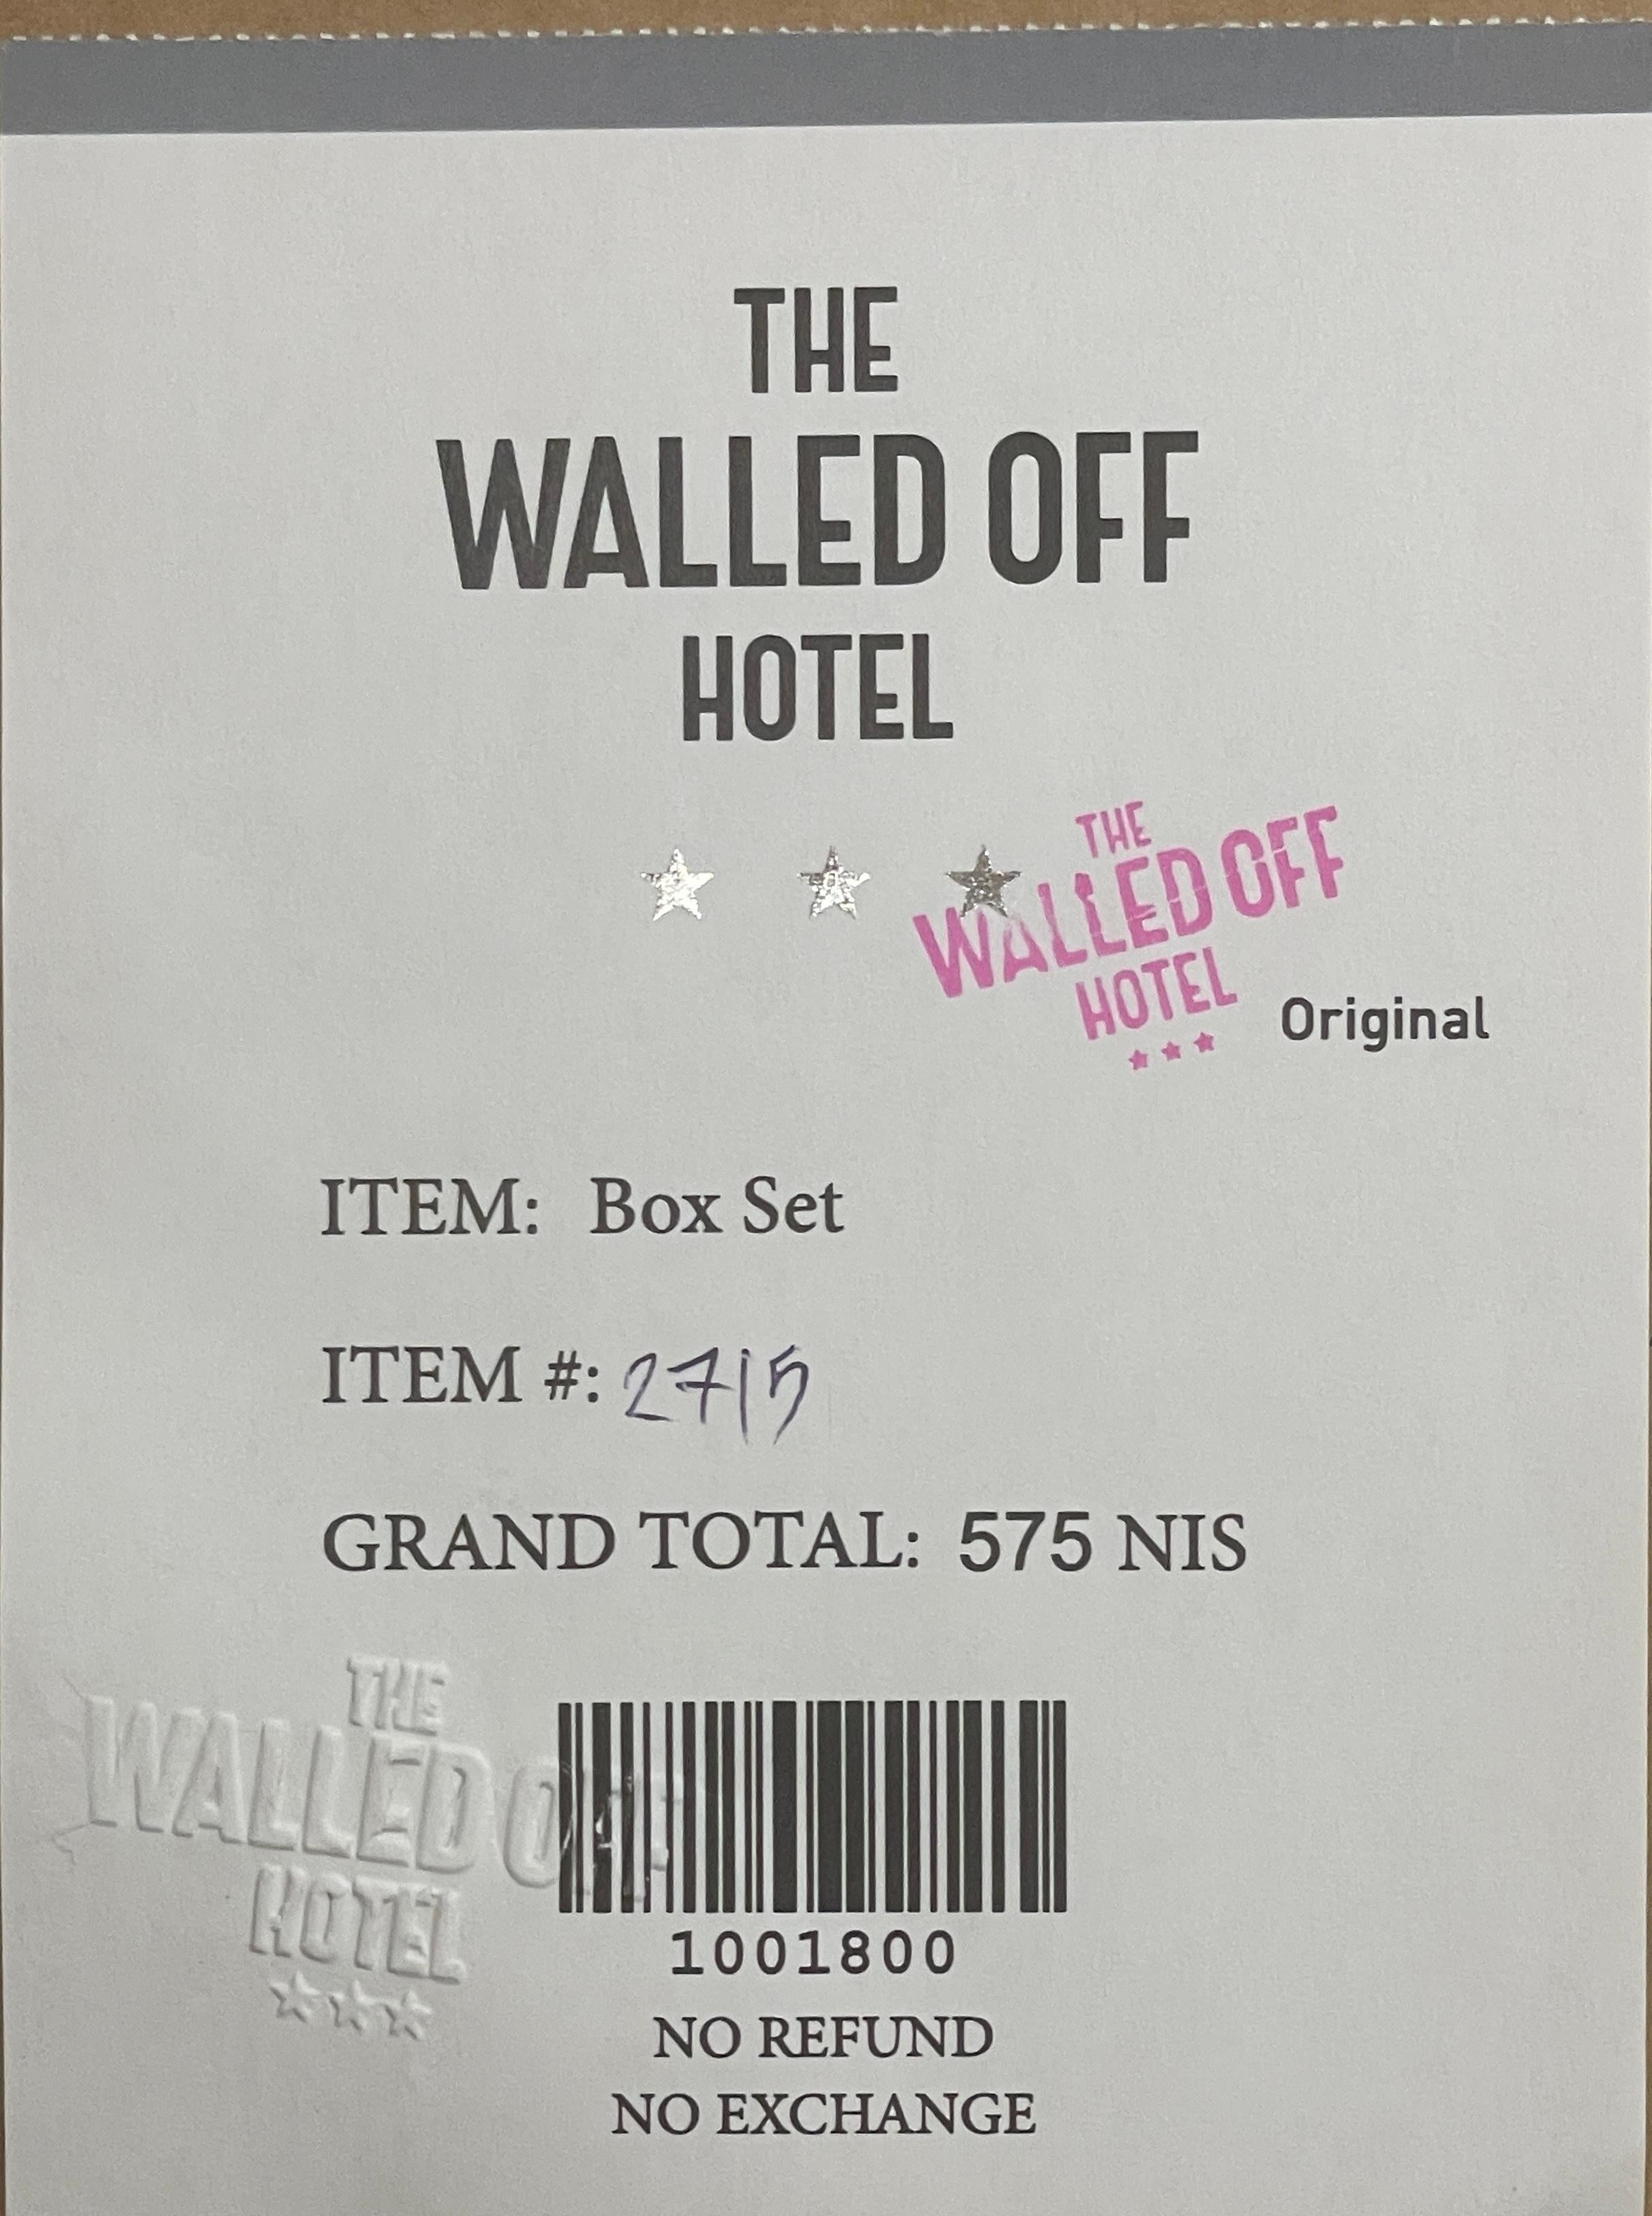 THE
WALLED OFF
HOTEL
THE
WALLED OFF
HOTEL
Original
ITEM: Box Set
ITEM #: 2715
GRAND TOTAL: 575 NIS
THE
WALLED OFF
HOTEL
1001800
NO REFUND
NO EXCHANGE